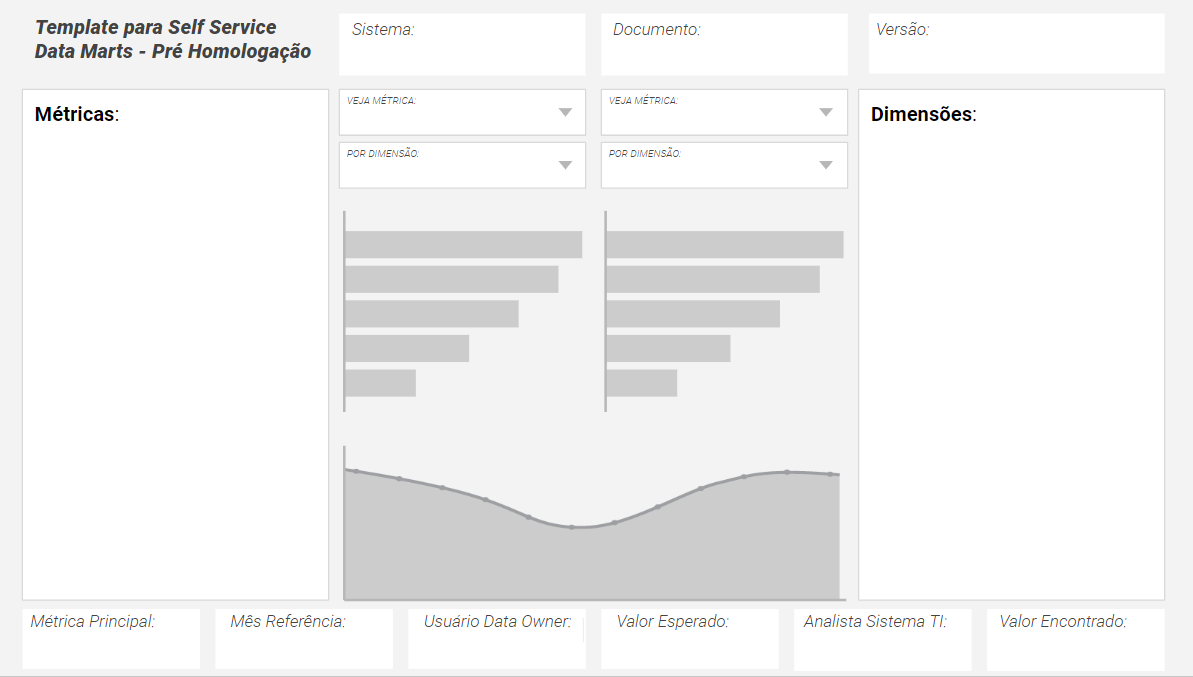 Template para Self Service
Data Marts - Pré Homologação
Sistema:
Documento:
Versão:
Métricas:
VEJA MÉTRICA:
POR DIMENSÃO:
VEJA MÉTRICA:
POR DIMENSÃO:
Dimensões:
Métrica Principal:
Mês Referência:
Usuário Data Owner:
Valor Esperado:
Analista Sistema TI:
Valor Encontrado: